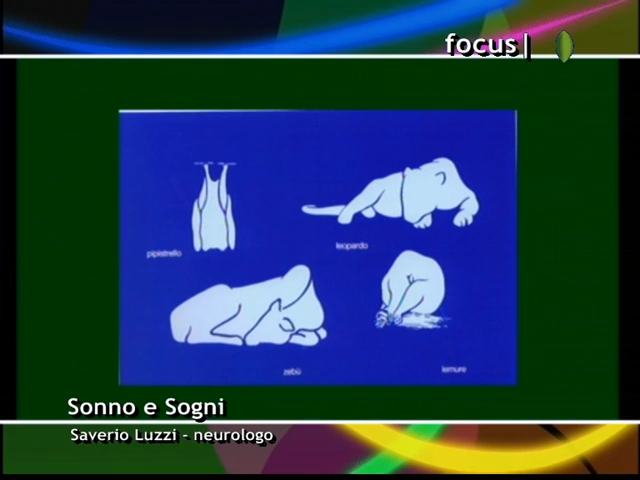 focus|
pipistrello
leopardo
zebù
lemure
Sonno e Sogni
Saverio Luzzi - neurologo